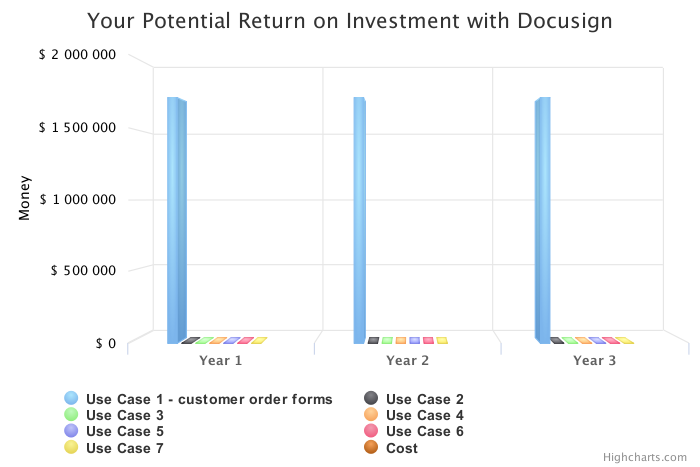 Your Potential Return on Investment with Docusign
$ 2 000 000
$ 1 500 000
$ 1 000 000
$ 500 000
$ 0
Money
Year 1
Year 2
Year 3
Use Case 1 - customer order forms
Use Case 2
Use Case 3
Use Case 4
Use Case 5
Use Case 6
Use Case 7
Cost
Highcharts.com